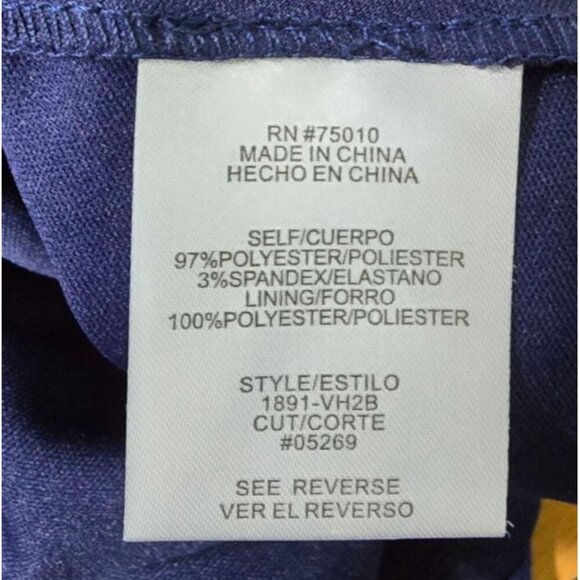 RN #75010
MADE IN CHINA
HECHO EN CHINA
SELF/CUERPO
97%POLYESTER/POLIESTER
3%SPANDEX/ELASTANO
LINING/FORRO
100%POLYESTER/POLIESTER
STYLE/ESTILO
1891-VH2B
CUT/CORTE
#05269
SEE REVERSE
VER EL REVERSO